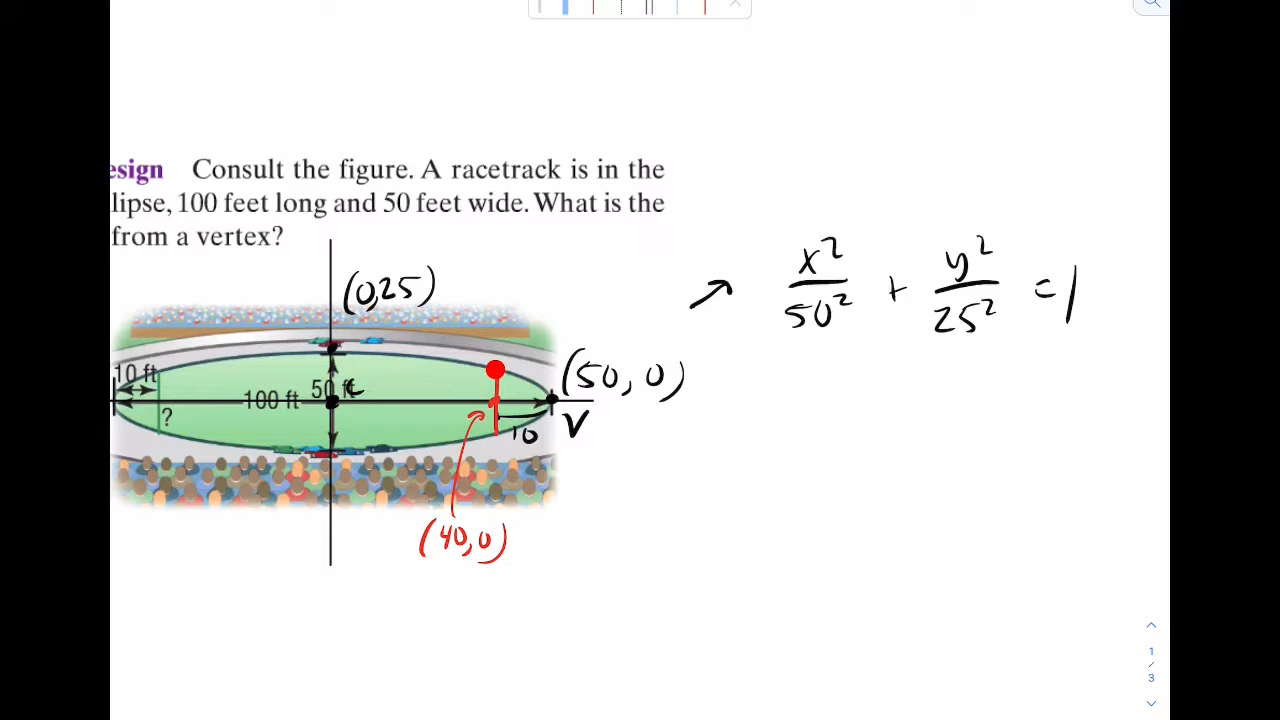 esign Consult the figure. A racetrack is in the
lipse, 100 feet long and 50 feet wide. What is the
from a vertex?
(0,25)
x²/50² + y²/25² = 1
10 ft
50 ft
c
(50, 0)
100 ft
?
10
V
(40,0)
1
/
3